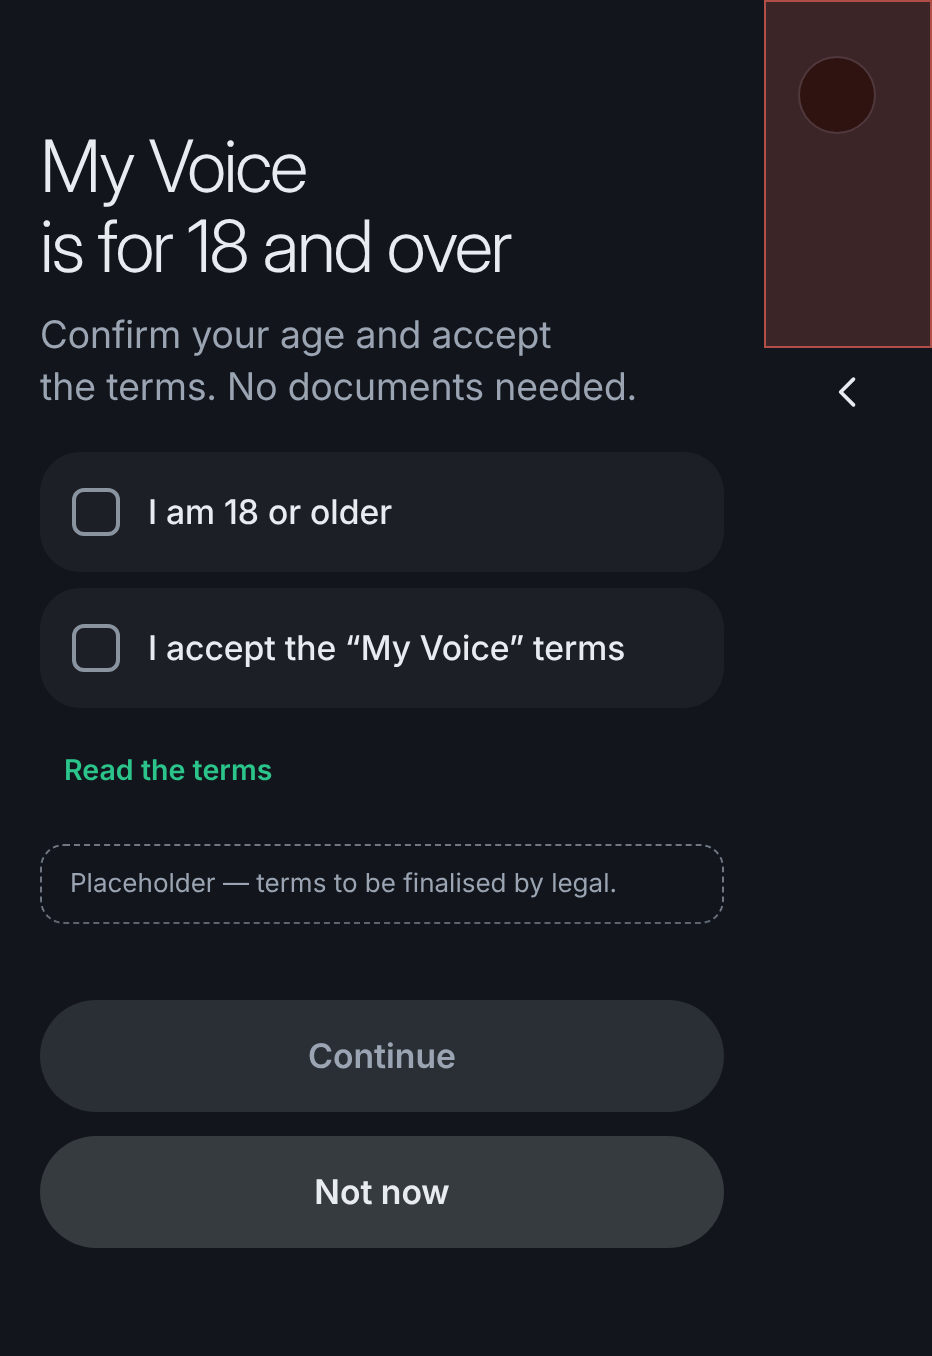 My Voice
is for 18 and over
Confirm your age and accept
the terms. No documents needed.
I am 18 or older
I accept the “My Voice” terms
Read the terms
Placeholder — terms to be finalised by legal.
Continue
Not now